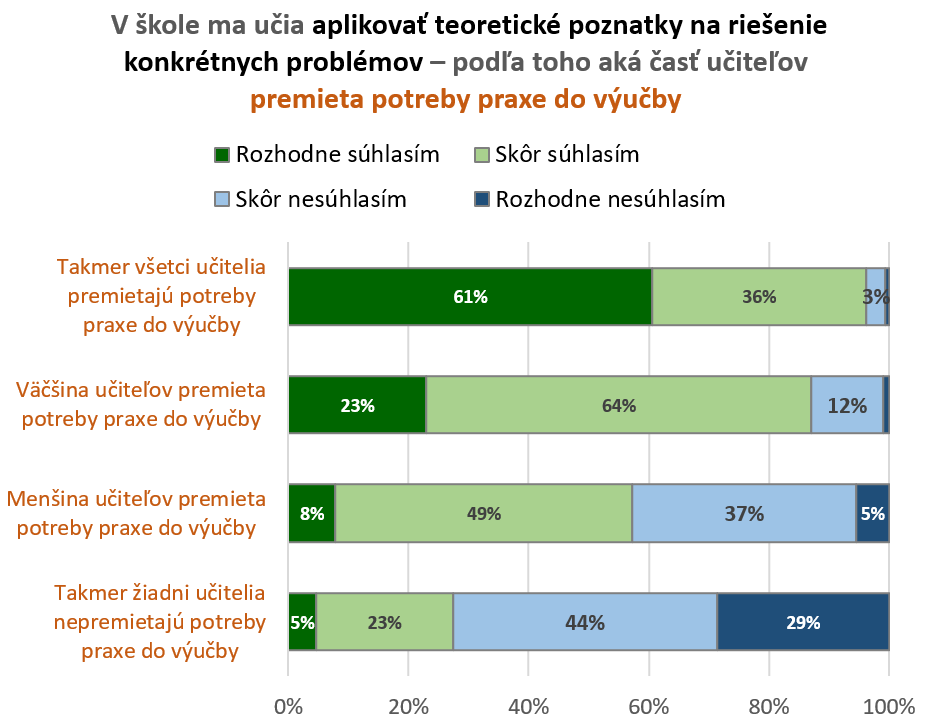 V škole ma učia aplikovať teoretické poznatky na riešenie
konkrétnych problémov – podľa toho aká časť učiteľov
premieta potreby praxe do výučby
Rozhodne súhlasím
Skôr súhlasím
Skôr nesúhlasím
Rozhodne nesúhlasím
Takmer všetci učitelia
premietajú potreby
praxe do výučby
61%
36%
3%
Väčšina učiteľov premieta
potreby praxe do výučby
23%
64%
12%
Menšina učiteľov premieta
potreby praxe do výučby
8%
49%
37%
5%
Takmer žiadni učitelia
nepremietajú potreby
praxe do výučby
5%
23%
44%
29%
0%
20%
40%
60%
80%
100%